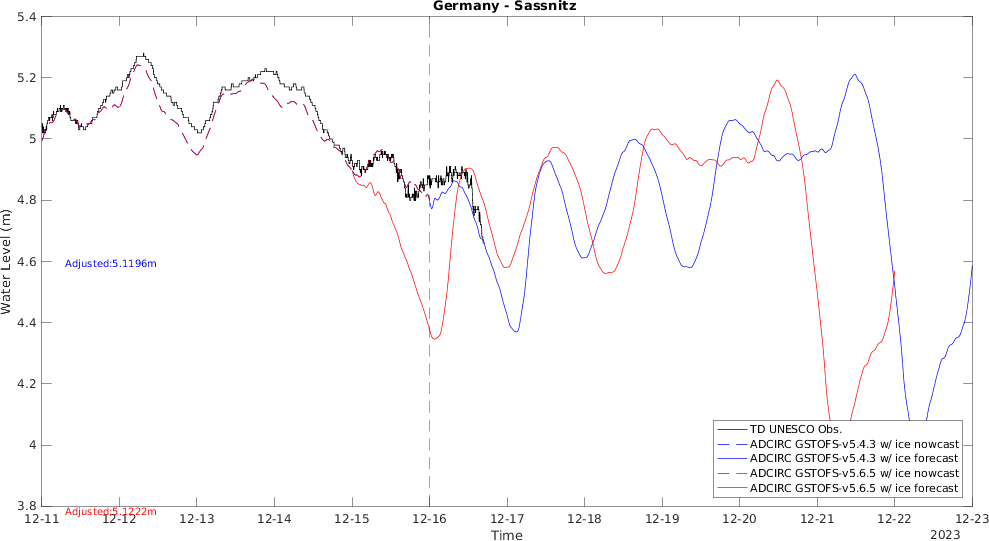 Germany - Sassnitz
5.4
5.2
5
4.8
4.6
4.4
4.2
4
3.8
Water Level (m)
Adjusted:5.1196m
Adjusted:5.1222m
TD UNESCO Obs.
ADCIRC GSTOFS-v5.4.3 w/ ice nowcast
ADCIRC GSTOFS-v5.4.3 w/ ice forecast
ADCIRC GSTOFS-v5.6.5 w/ ice nowcast
ADCIRC GSTOFS-v5.6.5 w/ ice forecast
12-11 12-12 12-13 12-14 12-15 12-16 12-17 12-18 12-19 12-20 12-21 12-22 12-23
Time
2023